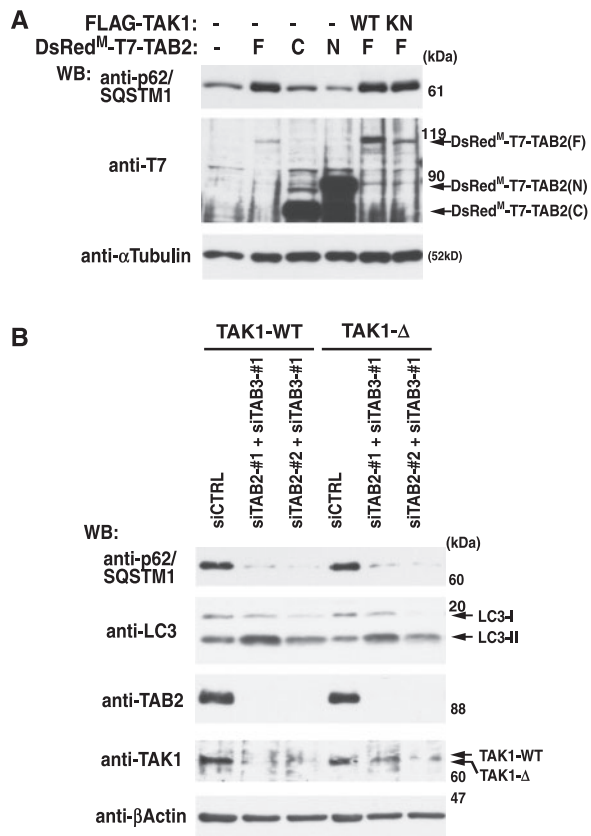 A
FLAG-TAK1: - - - - WT KN
DsRedM-T7-TAB2: - F C N F F
(kDa)
WB: anti-p62/
SQSTM1
61
anti-T7
119
DsRedM-T7-TAB2(F)
90
DsRedM-T7-TAB2(N)
DsRedM-T7-TAB2(C)
anti-αTubulin
(52kD)
B
TAK1-WT TAK1-Δ
siCTRL
siTAB2-#1 + siTAB3-#1
siTAB2-#2 + siTAB3-#1
siCTRL
siTAB2-#1 + siTAB3-#1
siTAB2-#2 + siTAB3-#1
WB:
(kDa)
anti-p62/
SQSTM1
60
20
LC3-I
anti-LC3
LC3-II
anti-TAB2
88
anti-TAK1
TAK1-WT
60
TAK1-Δ
47
anti-βActin